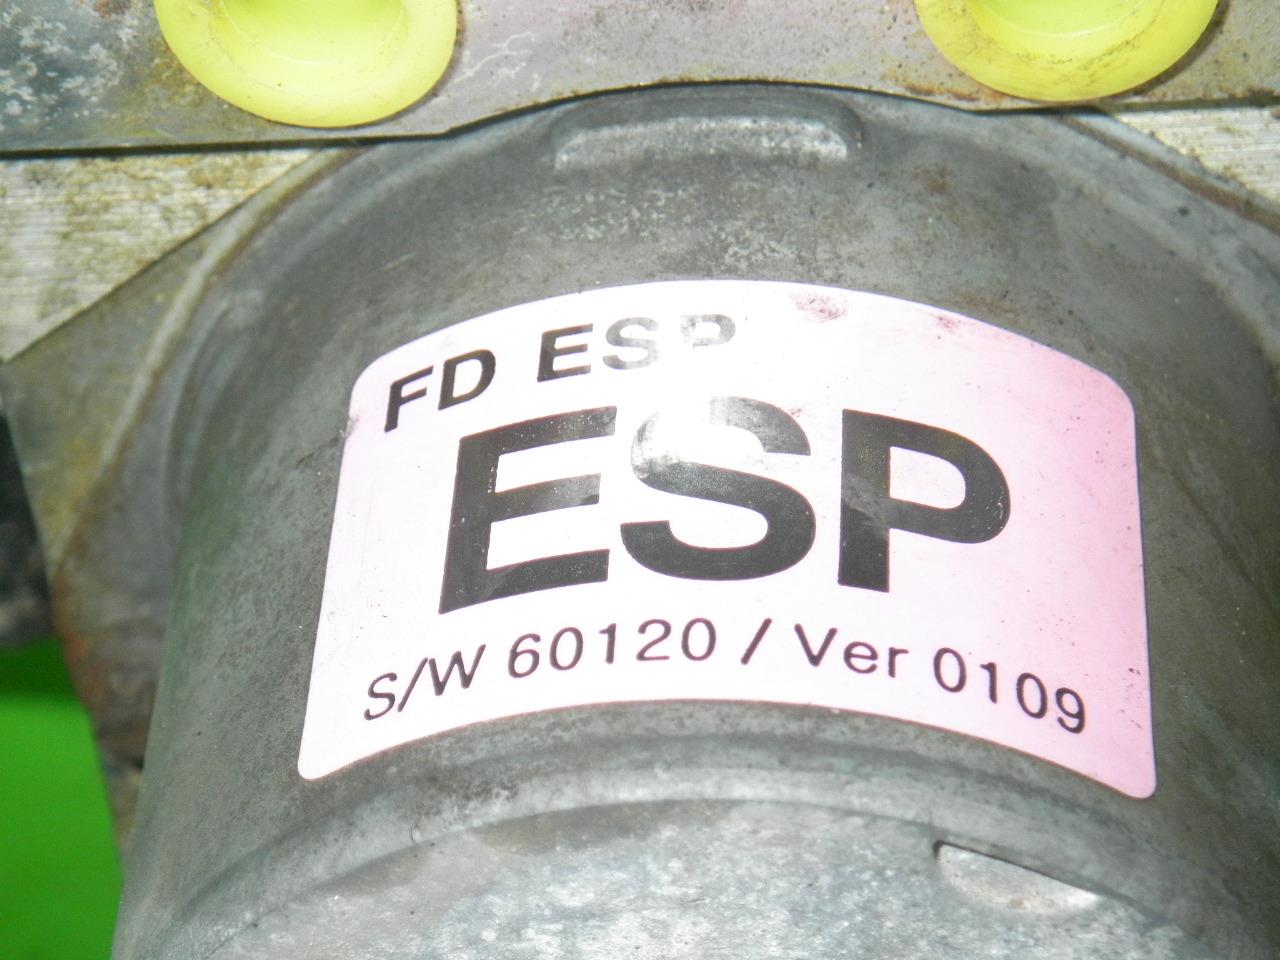 FD ESP
ESP
S/W 60120 / Ver 0109